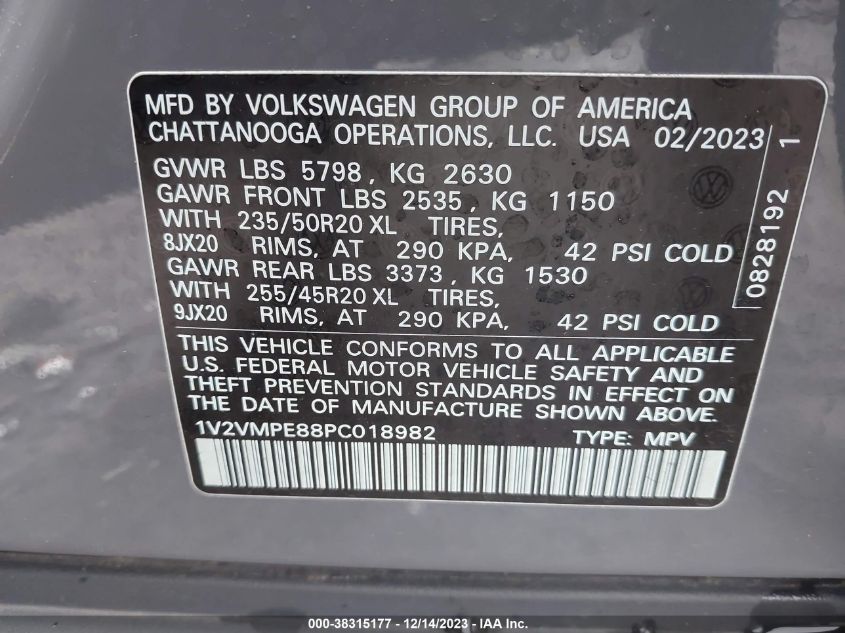 MFD BY VOLKSWAGEN GROUP OF AMERICA
CHATTANOOGA OPERATIONS, LLC. USA 02/2023
GVWR LBS 5798, KG 2630
GAWR FRONT LBS 2535, KG 1150
WITH 235/50R20 XL TIRES,
8JX20 RIMS, AT 290 KPA, 42 PSI COLD
GAWR REAR LBS 3373, KG 1530
WITH 255/45R20 XL TIRES,
9JX20 RIMS, AT 290 KPA, 42 PSI COLD
THIS VEHICLE CONFORMS TO ALL APPLICABLE
U.S. FEDERAL MOTOR VEHICLE SAFETY AND
THEFT PREVENTION STANDARDS IN EFFECT ON
THE DATE OF MANUFACTURE SHOWN ABOVE.
1V2VMPE88PC018982 TYPE: MPV
0828192 1
000-38315177 - 12/14/2023 - IAA Inc.